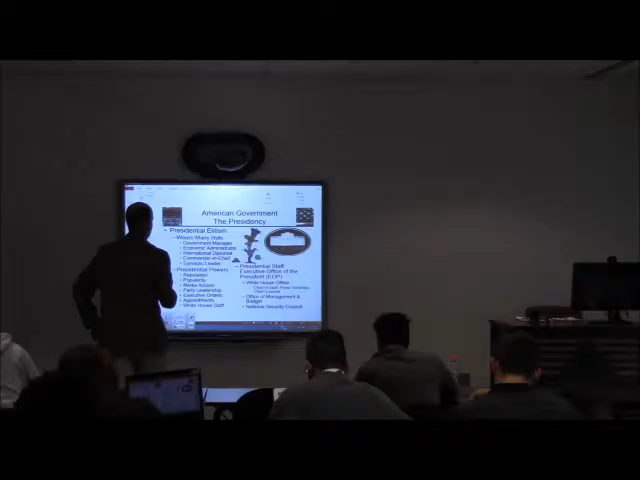 American Government
The Presidency
• Presidential Elitism
– Wears Many Hats
• Government Manager
• Economic Administrator
• International Diplomat
• Commander-in-Chief
• Symbolic Leader
– Presidential Powers
• Reputation
• Popularity
• Media Access
• Party Leadership
• Executive Orders
• Appointments
• White House Staff
– Presidential Staff:
Executive Office of the
President (EOP)
• White House Office
• Office of Management &
Budget
• National Security Council